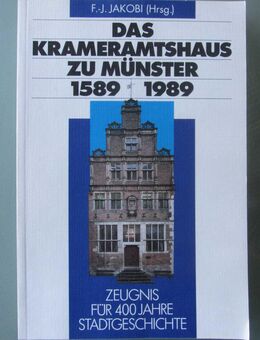 F.-J. JAKOBI (Hrsg.)
DAS
KRAMERAMTSHAUS
ZU MÜNSTER
1589 1989
ZEUGNIS
FÜR 400 JAHRE
STADTGESCHICHTE